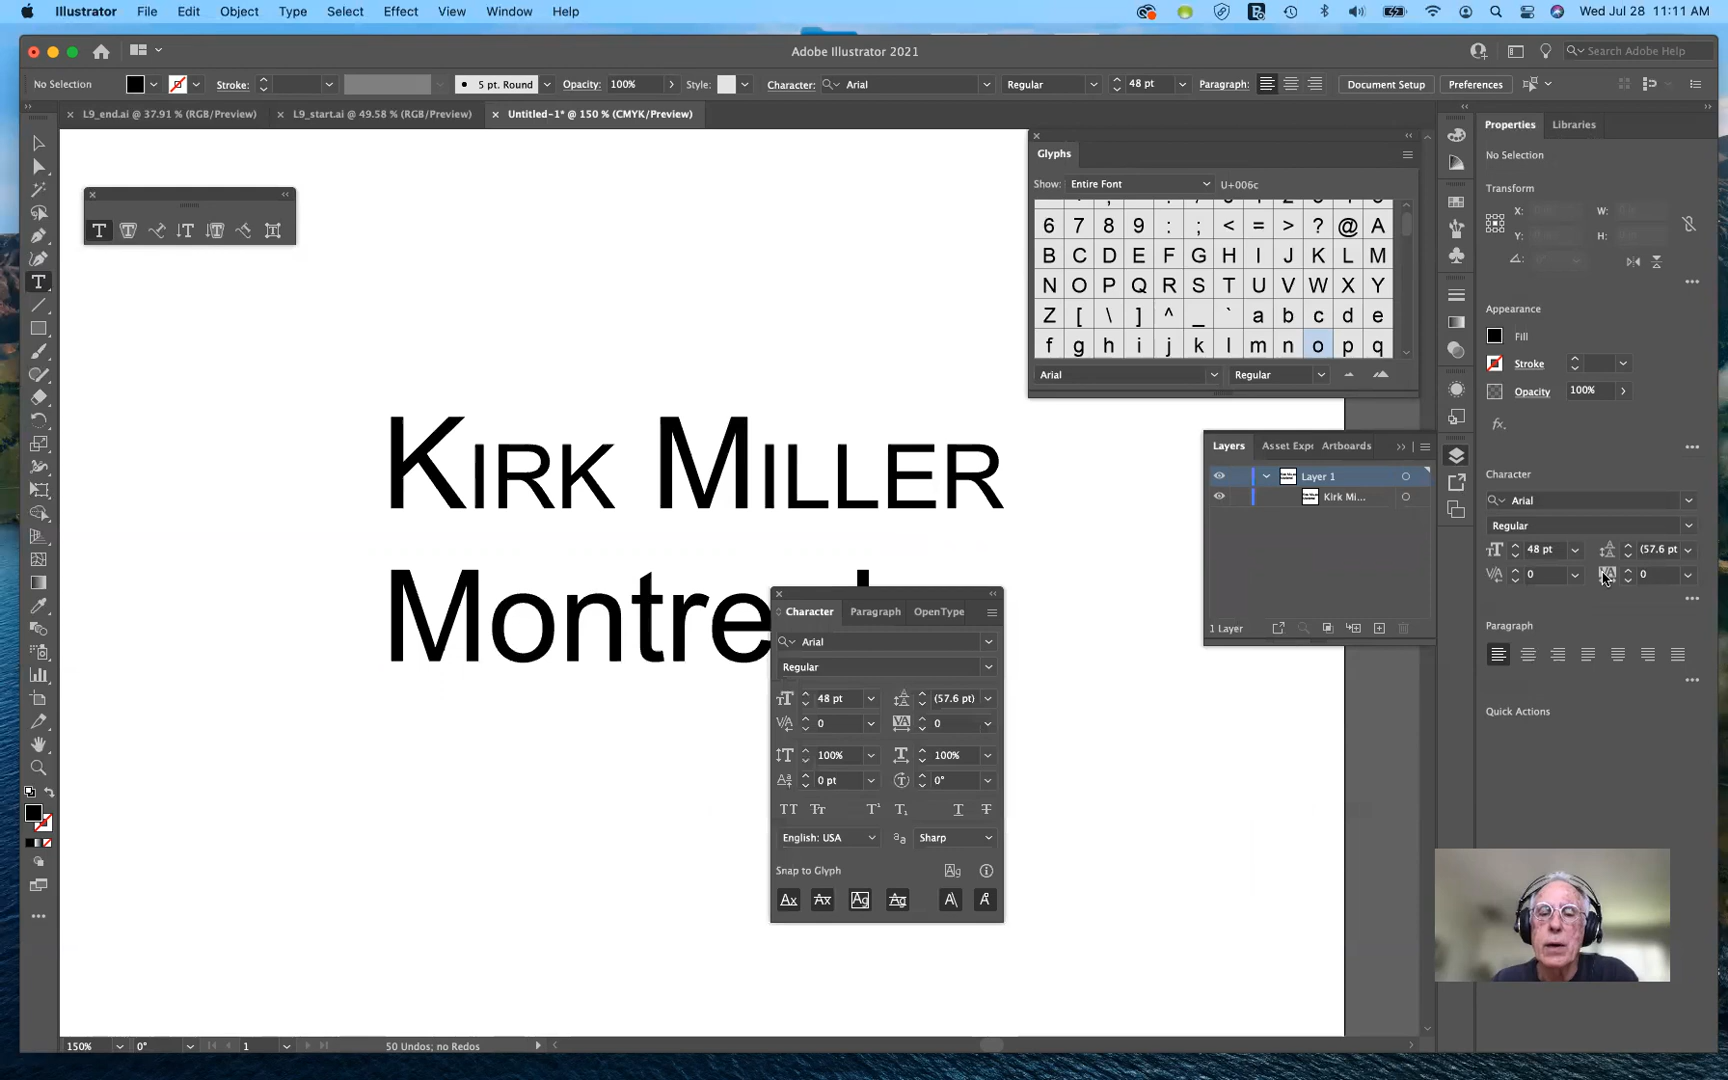 Illustrator File Edit Object Type Select Effect View Window Help
Wed Jul 28 11:11 AM
Adobe Illustrator 2021
Search Adobe Help
No Selection
Stroke:
5 pt. Round
Opacity: 100%
Style:
Character: Arial
Regular
48 pt
Paragraph:
Document Setup
Preferences
L9_end.ai @ 37.91 % (RGB/Preview)
L9_start.ai @ 49.58 % (RGB/Preview)
Untitled-1* @ 150 % (CMYK/Preview)
Glyphs
Show: Entire Font
U+006c
6 7 8 9 : ; < = > ? @ A
B C D E F G H I J K L M
N O P Q R S T U V W X Y
Z [ \ ] ^ _ ` a b c d e
f g h i j k l m n o p q
Arial
Regular
Kirk Miller
Montre
Character Paragraph OpenType
Arial
Regular
48 pt (57.6 pt)
0 0
100% 100%
0 pt 0°
English: USA
Sharp
Snap to Glyph
Layers Asset Expo Artboards
Layer 1
Kirk Mi...
1 Layer
Properties Libraries
No Selection
Transform
X: W:
Y: H:
Appearance
Fill
Stroke
Opacity 100%
fx.
Character
Arial
Regular
48 pt (57.6 pt
0 0
Paragraph
Quick Actions
150% 0° 1 50 Undos; no Redos